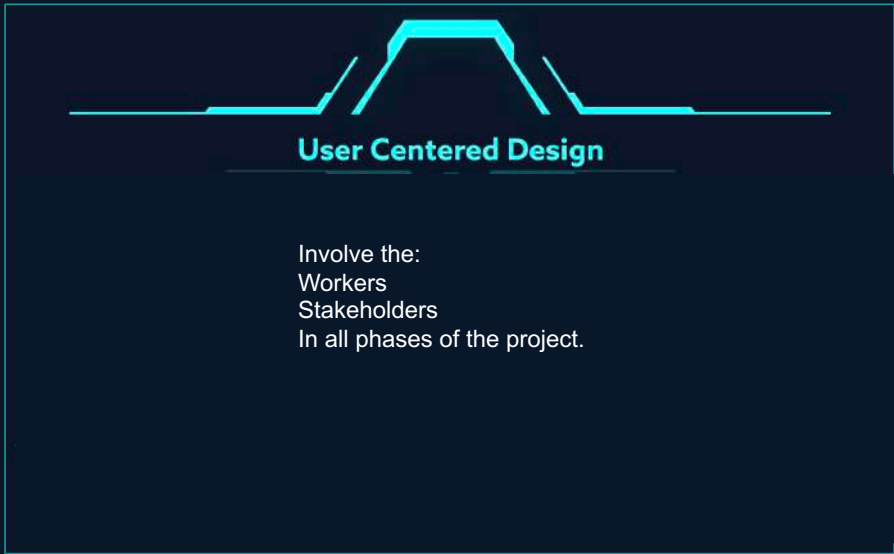 User Centered Design
Involve the:
Workers
Stakeholders
In all phases of the project.